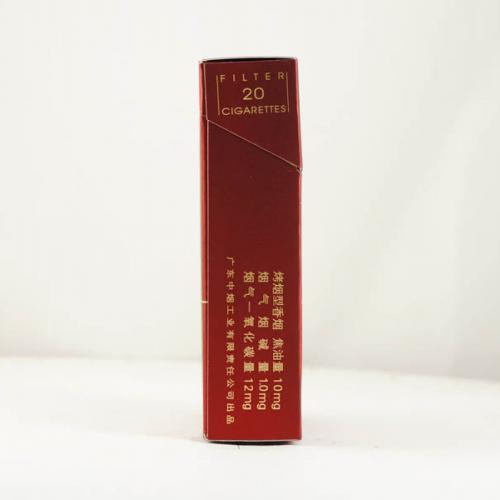 FILTER
20
CIGARETTES
烤烟型香烟 焦油量 10mg
烟气烟碱量 1.0mg
烟气一氧化碳量 12mg
广东中烟工业有限责任公司出品